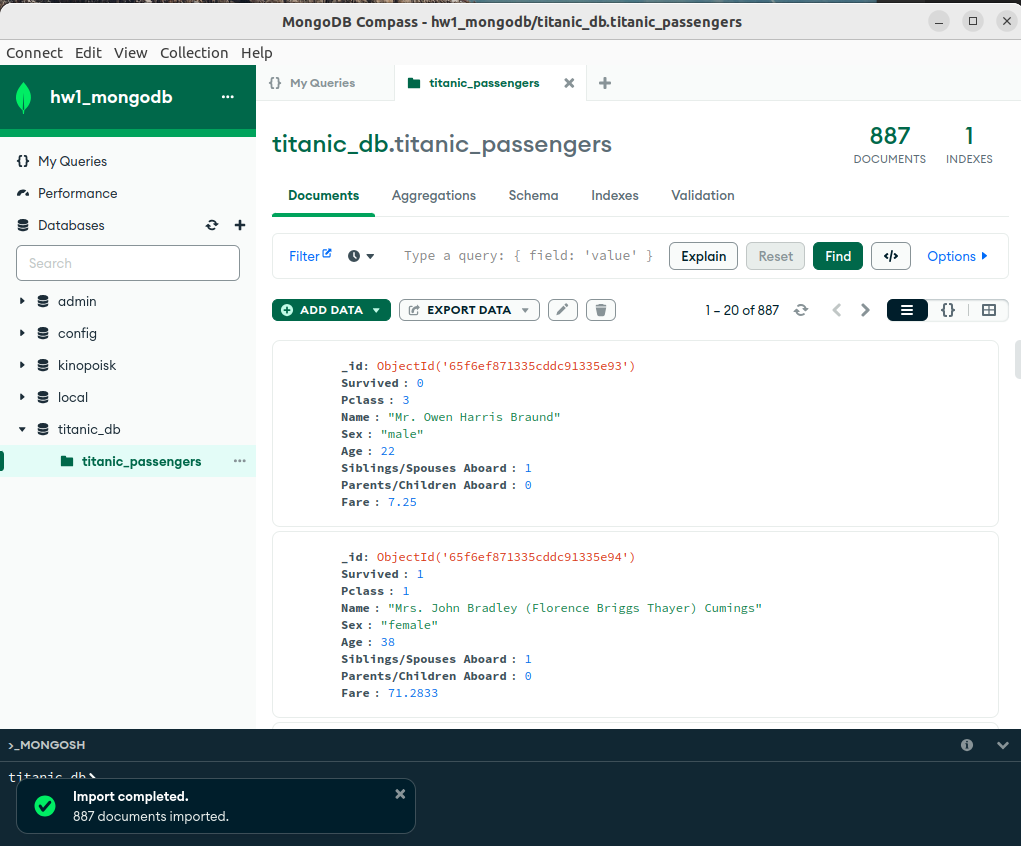 MongoDB Compass - hw1_mongodb/titanic_db.titanic_passengers
Connect Edit View Collection Help
hw1_mongodb ...
My Queries
titanic_passengers
{} My Queries
Performance
Databases
Search
admin
config
kinopoisk
local
titanic_db
titanic_passengers ...
titanic_db.titanic_passengers
887
DOCUMENTS
1
INDEXES
Documents Aggregations Schema Indexes Validation
Filter Type a query: { field: 'value' } Explain Reset Find </> Options
ADD DATA EXPORT DATA 1 – 20 of 887 {}
_id: ObjectId('65f6ef871335cddc91335e93')
Survived : 0
Pclass : 3
Name : "Mr. Owen Harris Braund"
Sex : "male"
Age : 22
Siblings/Spouses Aboard : 1
Parents/Children Aboard : 0
Fare : 7.25
_id: ObjectId('65f6ef871335cddc91335e94')
Survived : 1
Pclass : 1
Name : "Mrs. John Bradley (Florence Briggs Thayer) Cumings"
Sex : "female"
Age : 38
Siblings/Spouses Aboard : 1
Parents/Children Aboard : 0
Fare : 71.2833
>_MONGOSH
titanic_db>
Import completed.
887 documents imported.